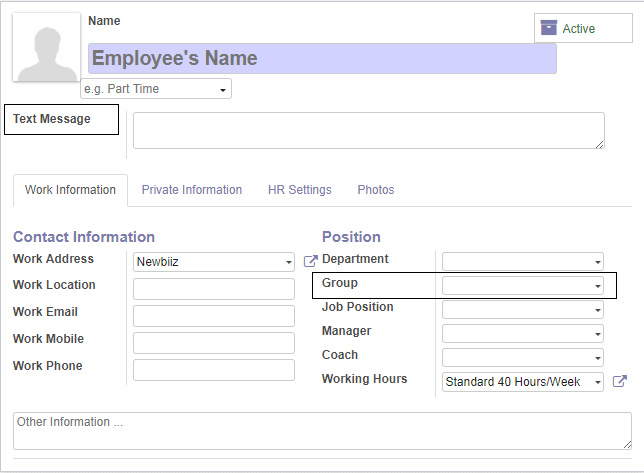 Name
Active
Employee's Name
e.g. Part Time
Text Message
Work Information Private Information HR Settings Photos
Contact Information Position
Work Address Newbiiz Department
Work Location Group
Work Email Job Position
Work Mobile Manager
Work Phone Coach
Working Hours Standard 40 Hours/Week
Other Information ...